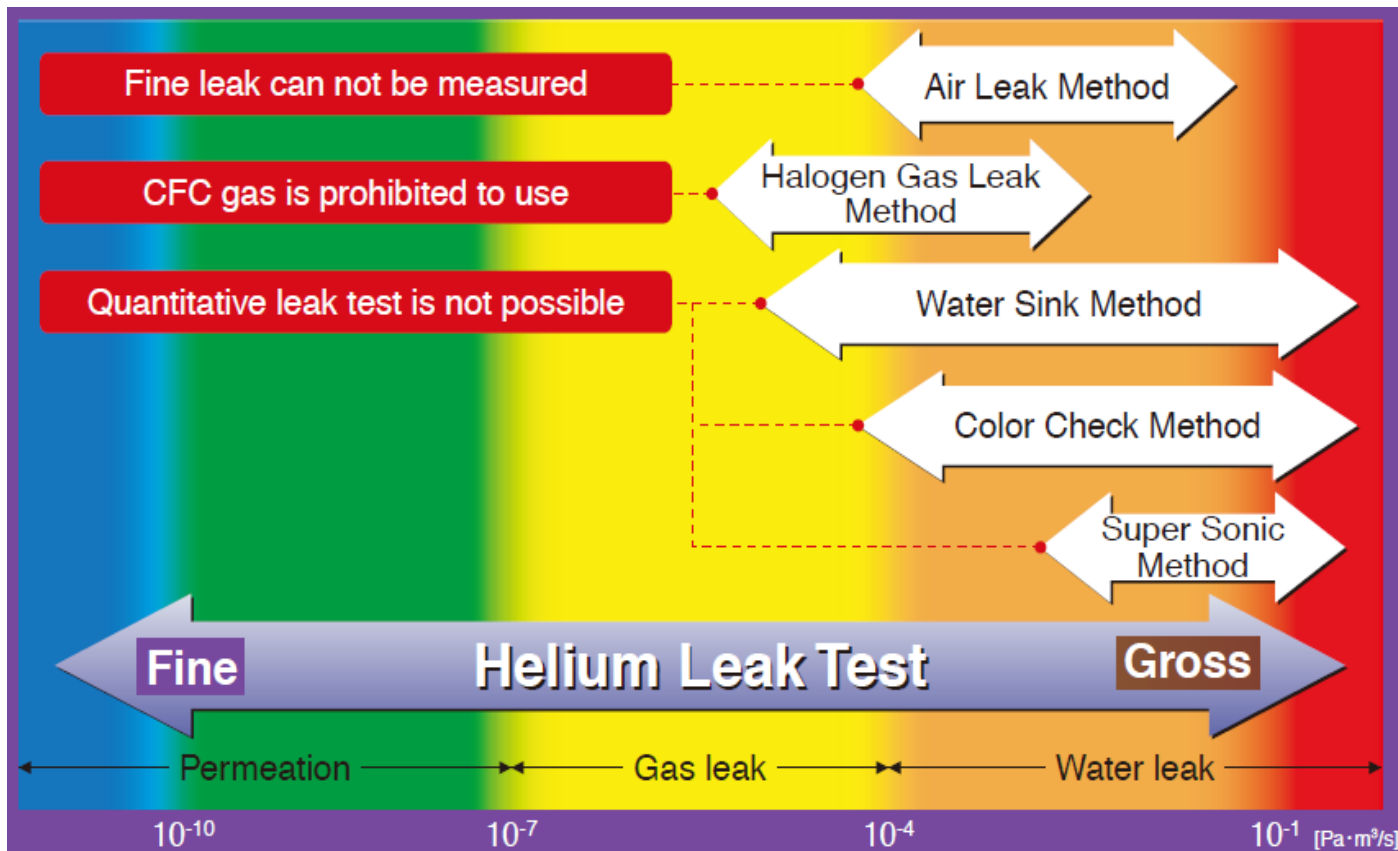 Fine leak can not be measured
Air Leak Method
CFC gas is prohibited to use
Halogen Gas Leak
Method
Quantitative leak test is not possible
Water Sink Method
Color Check Method
Super Sonic
Method
Fine
Helium Leak Test
Gross
Permeation
Gas leak
Water leak
10⁻¹⁰
10⁻⁷
10⁻⁴
10⁻¹ [Pa·m³/s]